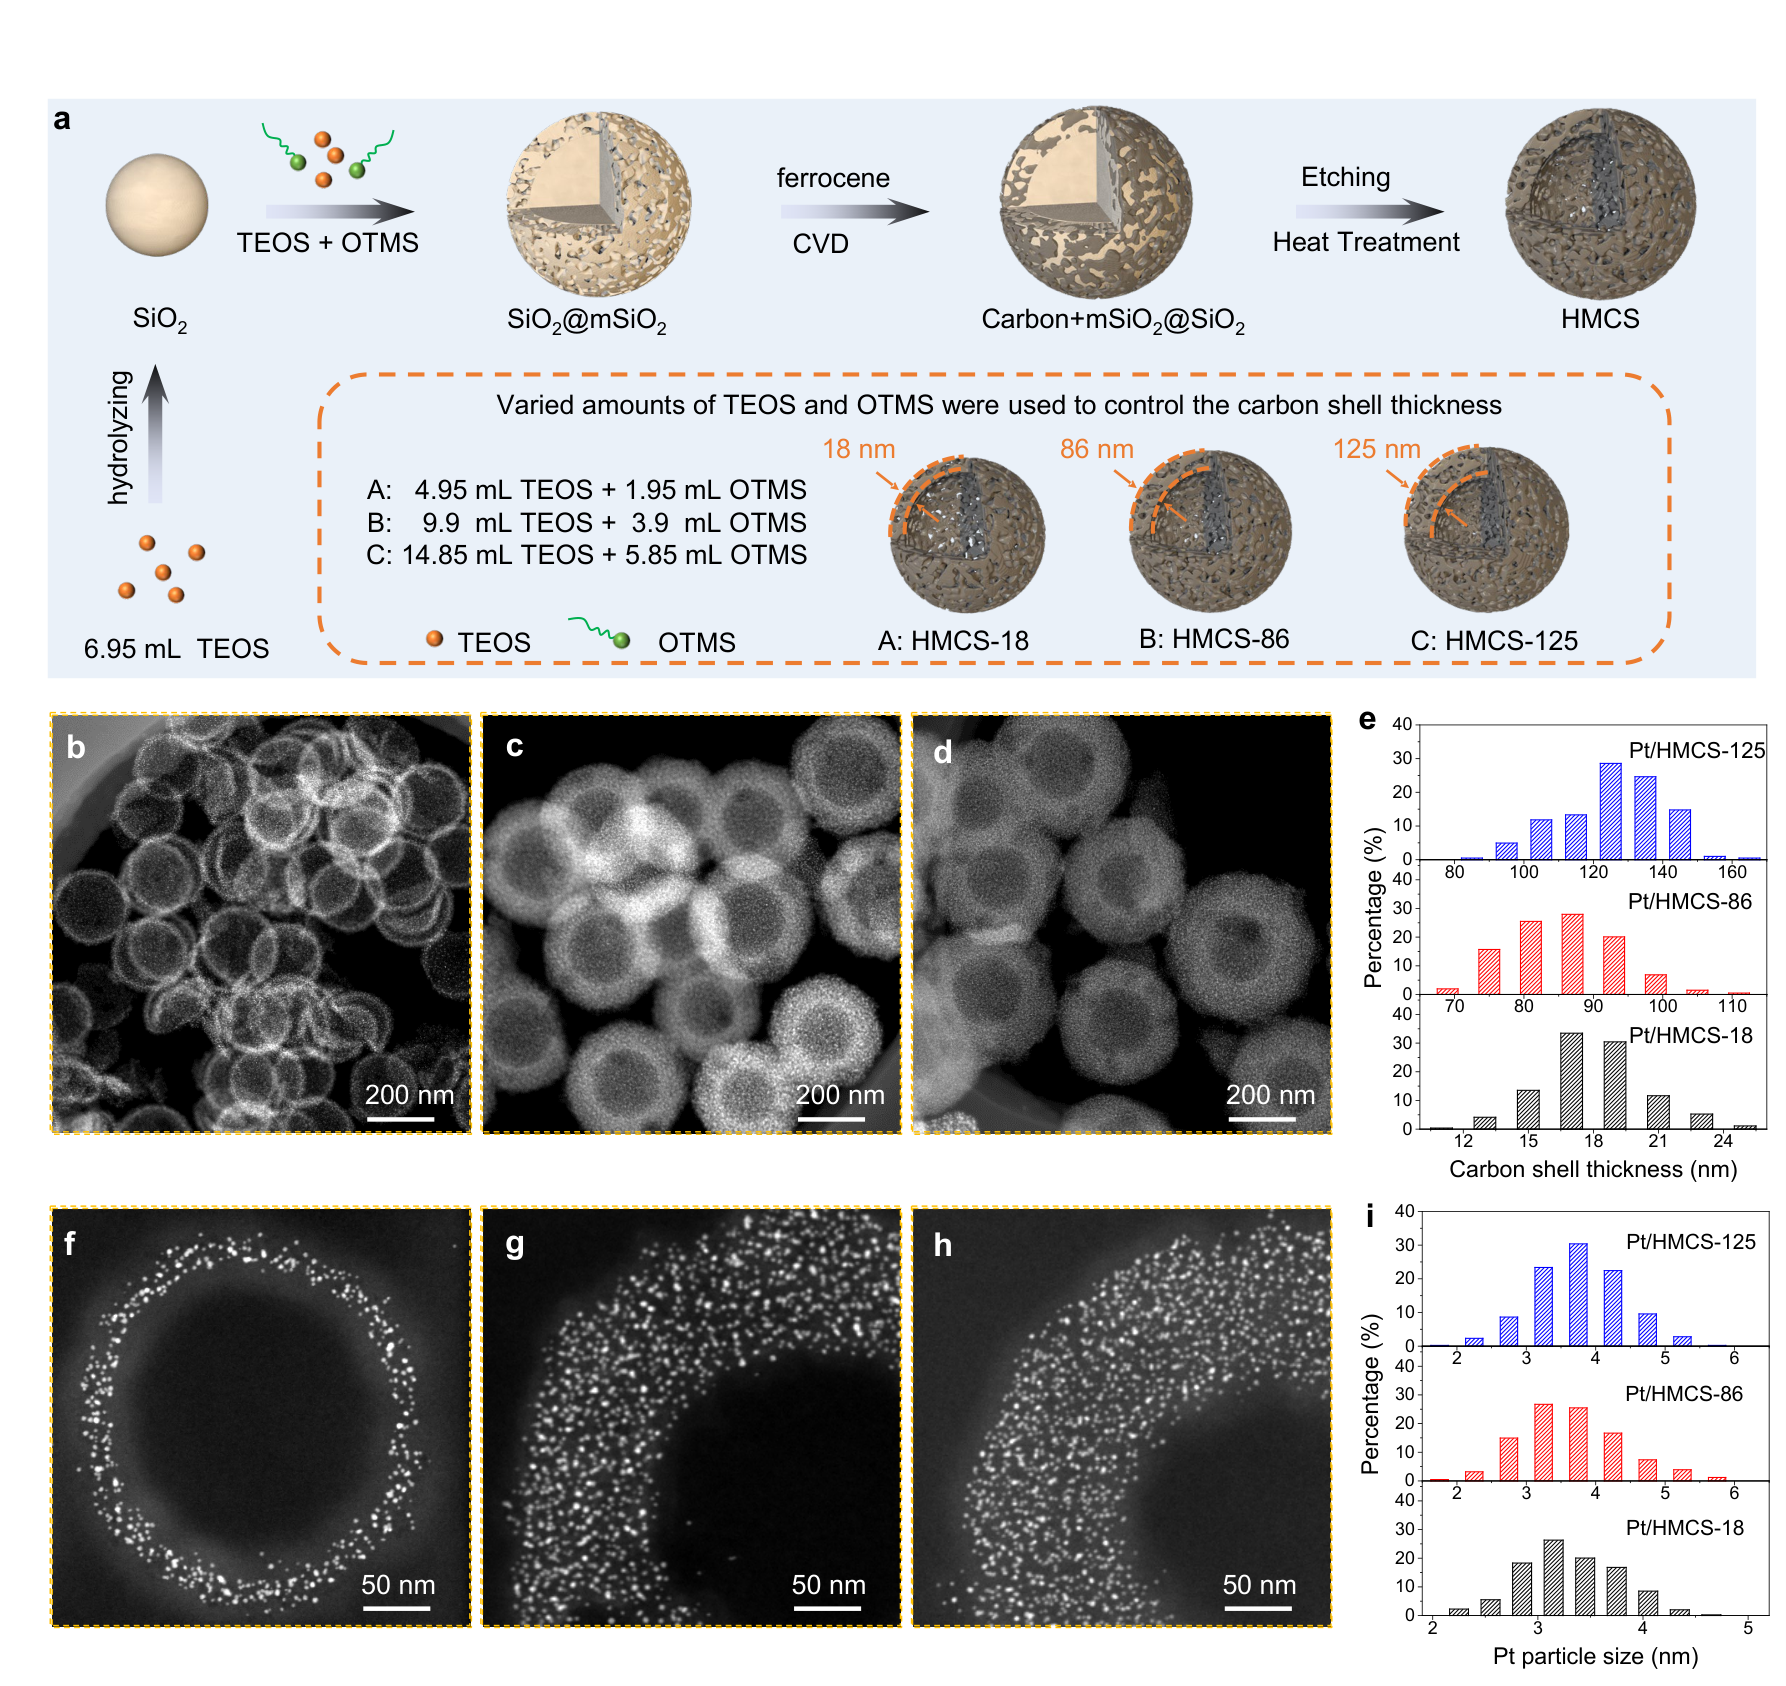 a
TEOS + OTMS
ferrocene
CVD
Etching
Heat Treatment
SiO2
SiO2@mSiO2
Carbon+mSiO2@SiO2
HMCS
hydrolyzing
6.95 mL TEOS
Varied amounts of TEOS and OTMS were used to control the carbon shell thickness
18 nm
86 nm
125 nm
A: 4.95 mL TEOS + 1.95 mL OTMS
B: 9.9 mL TEOS + 3.9 mL OTMS
C: 14.85 mL TEOS + 5.85 mL OTMS
TEOS
OTMS
A: HMCS-18
B: HMCS-86
C: HMCS-125
b
200 nm
c
200 nm
d
200 nm
e
Pt/HMCS-125
40
30
20
10
0
80 100 120 140 160
Pt/HMCS-86
40
30
20
10
0
70 80 90 100 110
Pt/HMCS-18
40
30
20
10
0
12 15 18 21 24
Percentage (%)
Carbon shell thickness (nm)
f
50 nm
g
50 nm
h
50 nm
i
Pt/HMCS-125
40
30
20
10
0
2 3 4 5 6
Pt/HMCS-86
40
30
20
10
0
2 3 4 5 6
Pt/HMCS-18
40
30
20
10
0
2 3 4 5
Percentage (%)
Pt particle size (nm)